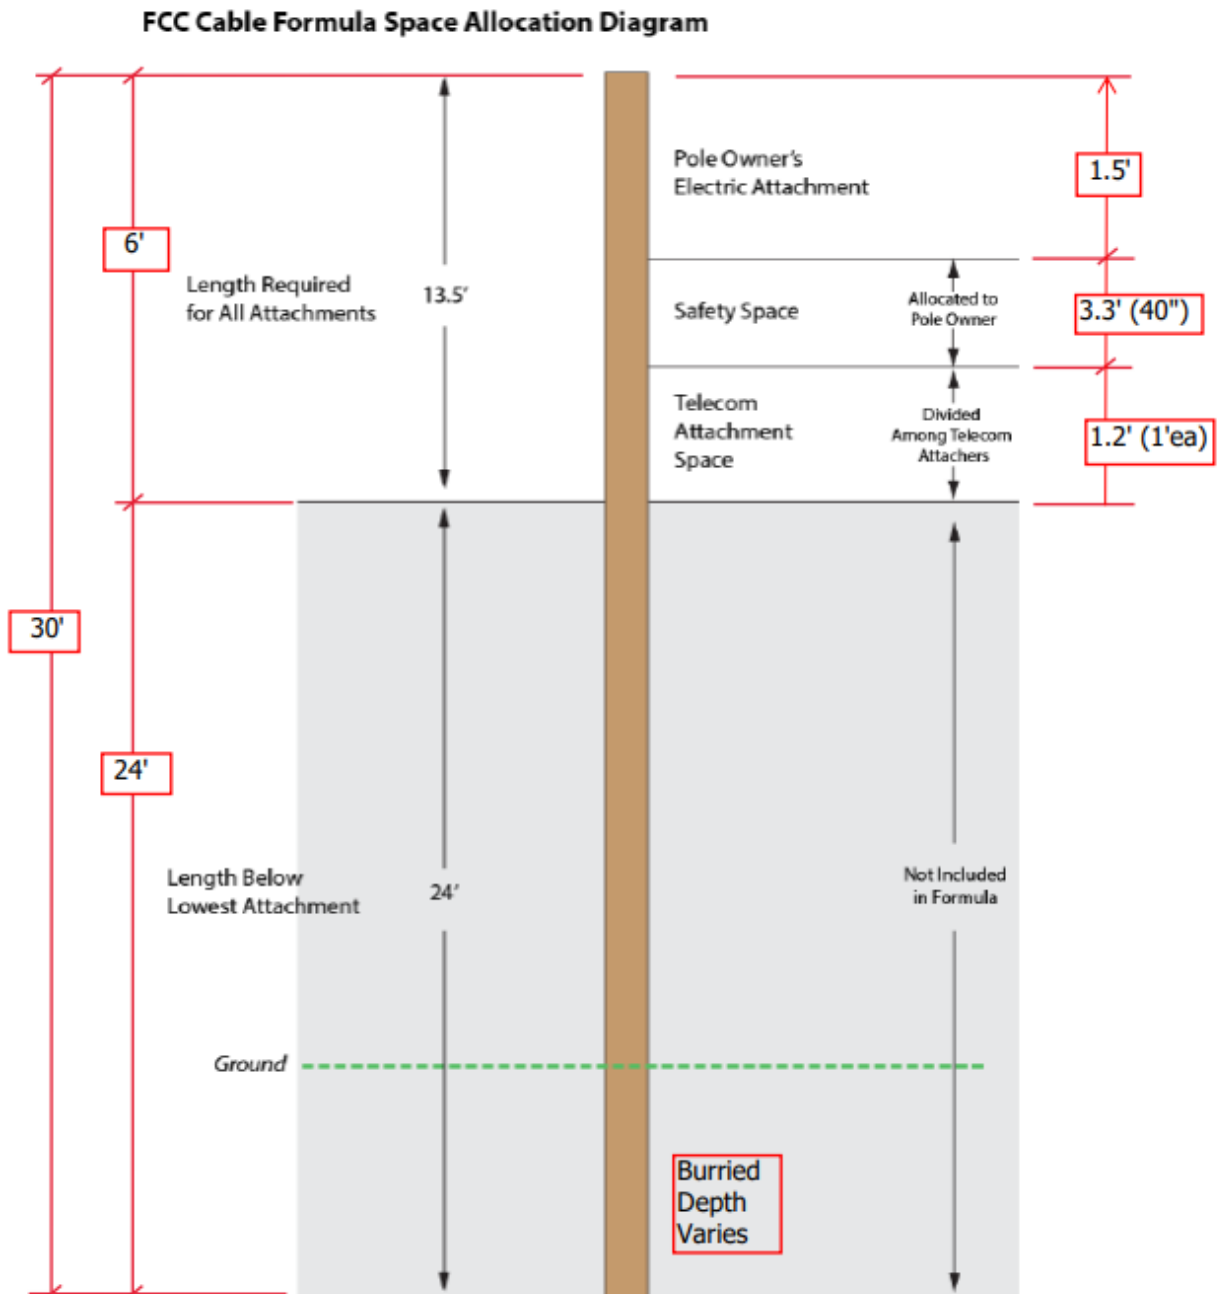 FCC Cable Formula Space Allocation Diagram
Pole Owner's
Electric Attachment
1.5'
6'
Length Required
for All Attachments
13.5′
Safety Space
Allocated to
Pole Owner
3.3' (40")
Telecom
Attachment
Space
Divided
Among Telecom
Attachers
1.2' (1'ea)
30'
24'
Length Below
Lowest Attachment
24′
Not Included
in Formula
Ground
Burried
Depth
Varies